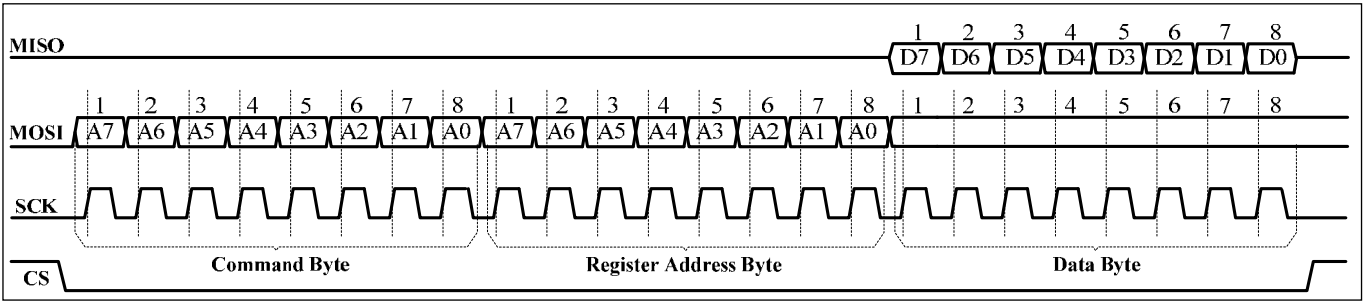 1 2 3 4 5 6 7 8
MISO D7 D6 D5 D4 D3 D2 D1 D0
1 2 3 4 5 6 7 8 1 2 3 4 5 6 7 8 1 2 3 4 5 6 7 8
MOSI A7 A6 A5 A4 A3 A2 A1 A0 A7 A6 A5 A4 A3 A2 A1 A0
SCK
Command Byte Register Address Byte Data Byte
CS